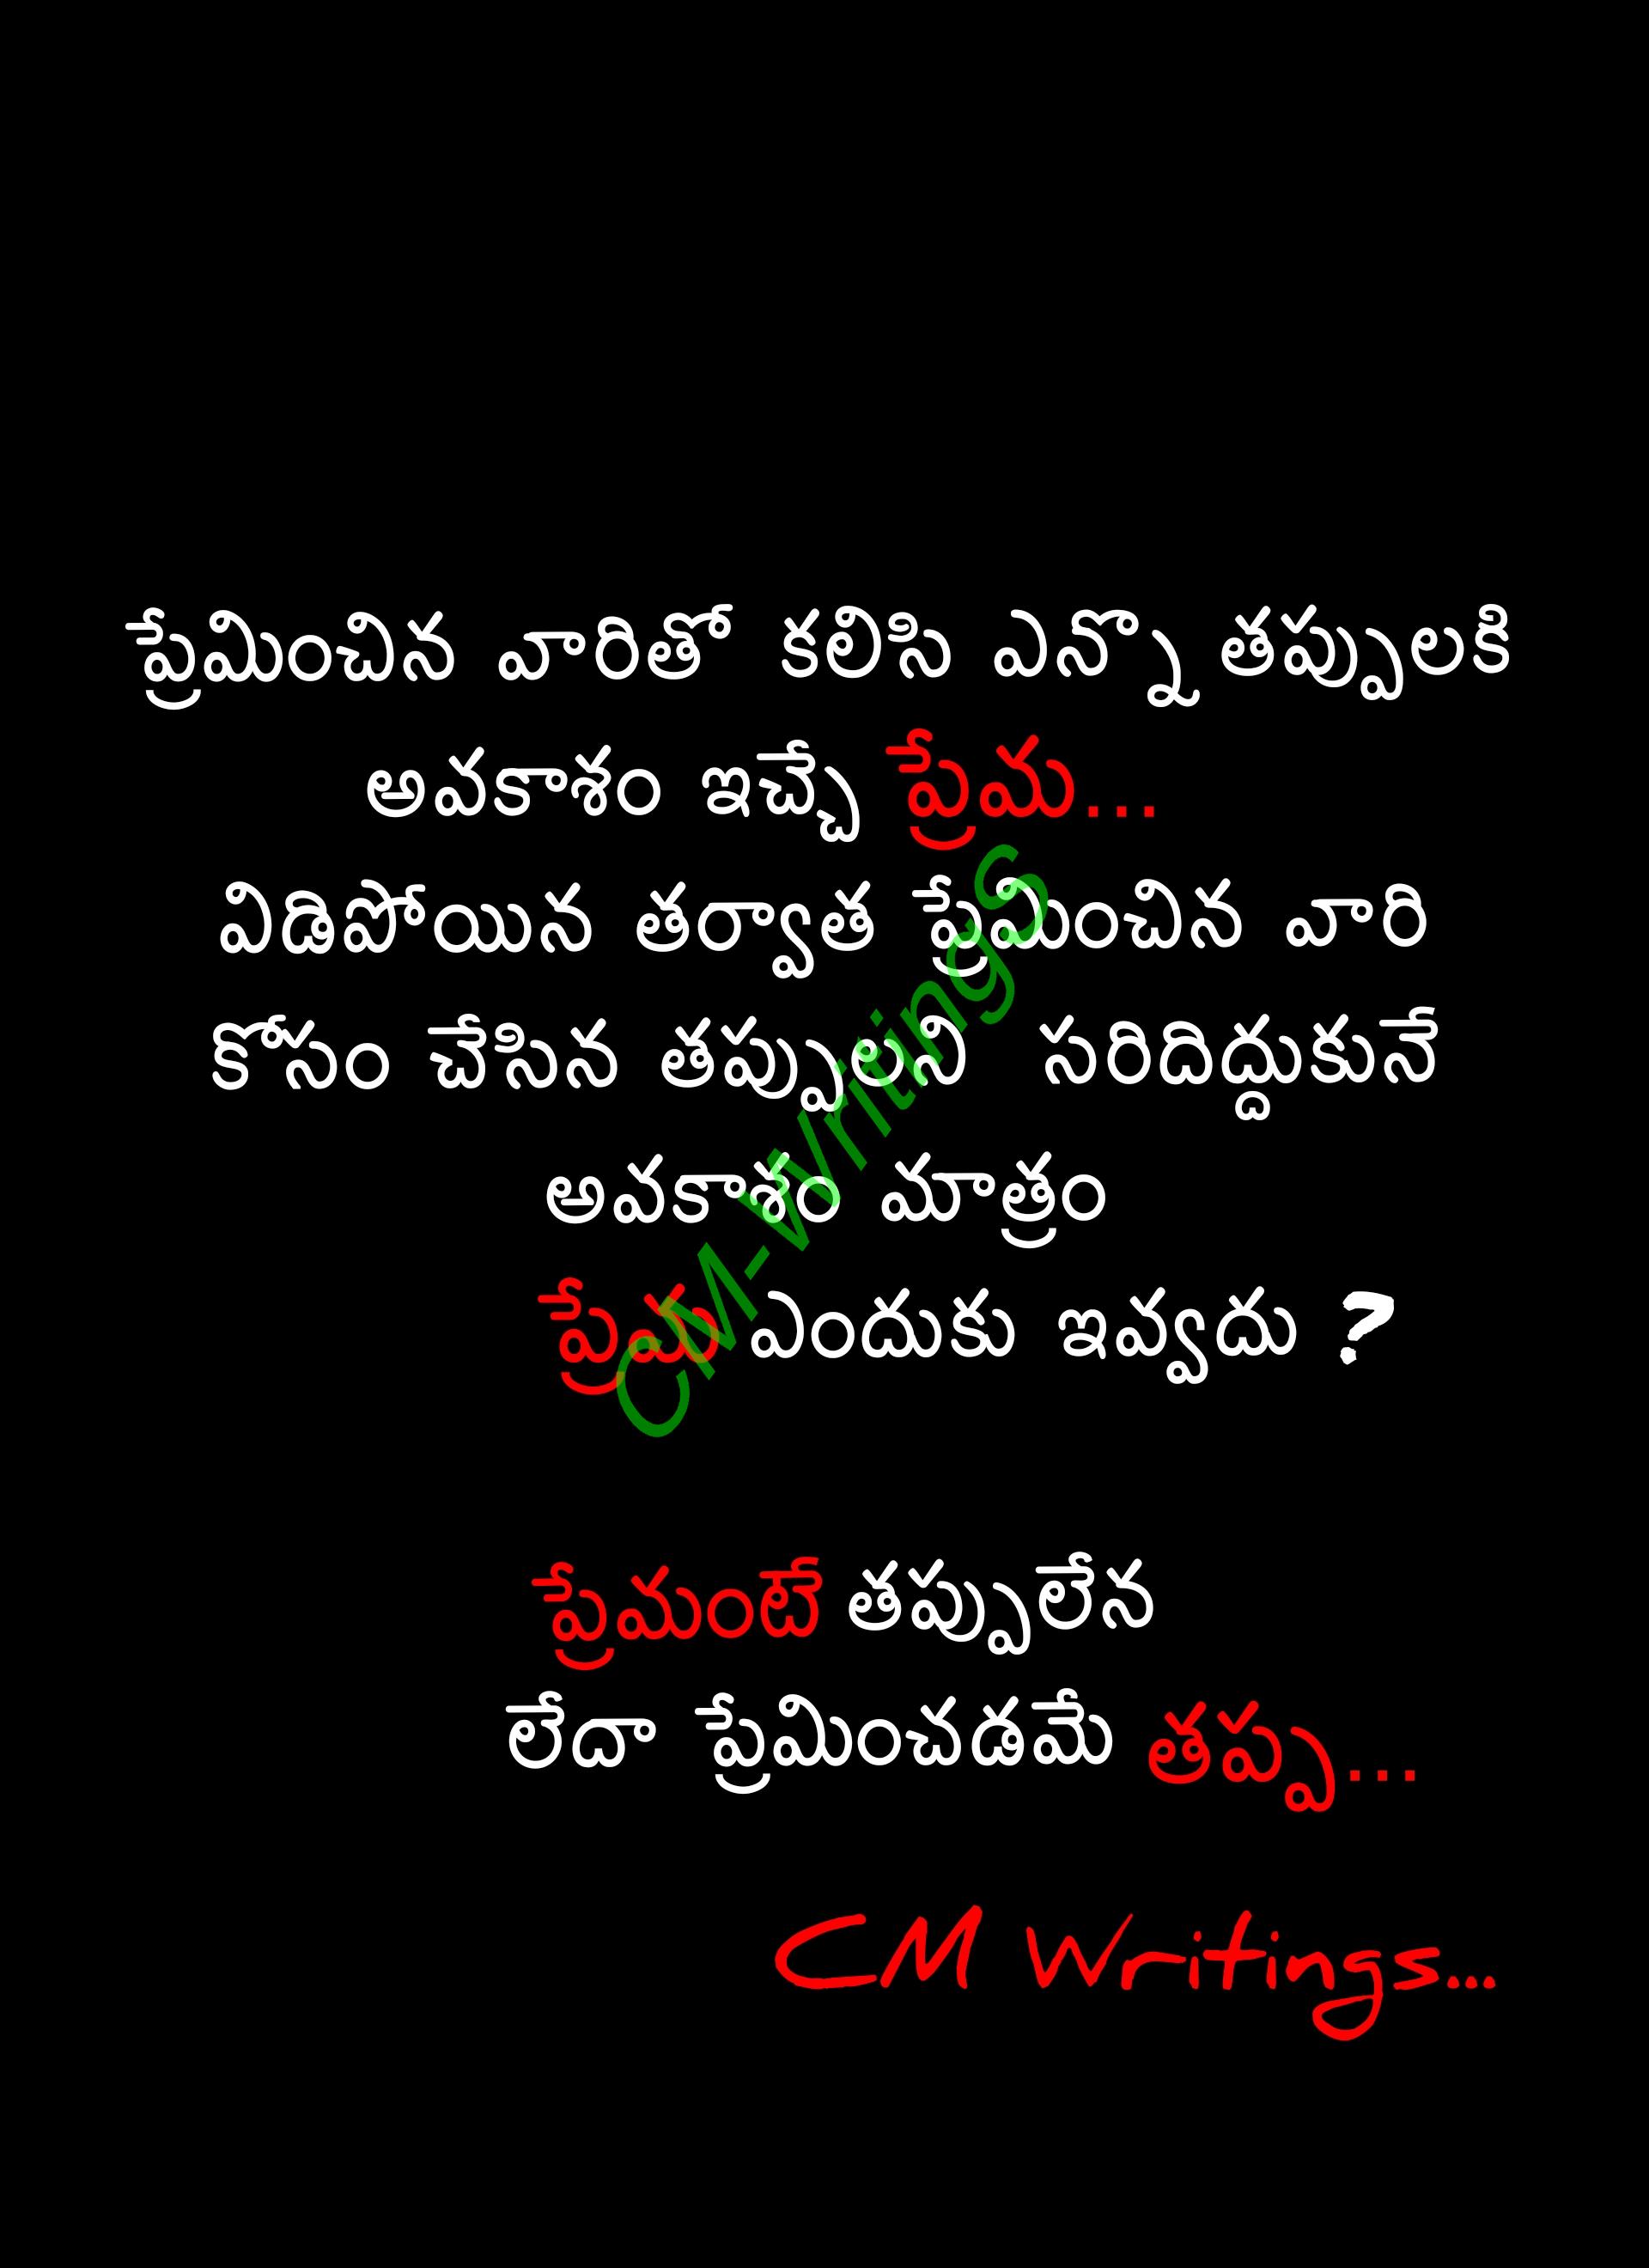 ప్రేమించిన వారితో కలిసి ఎన్నో తప్పులకి
అవకాశం ఇచ్చే ప్రేమ...
విడిపోయిన తర్వాత ప్రేమించిన వారి
కోసం చేసిన తప్పులని సరిదిద్దుకునే
అవకాశం మాత్రం
ప్రేమ ఎందుకు ఇవ్వదు ?
CM-Writings
ప్రేమంటే తప్పులేన
లేదా ప్రేమించడమే తప్పు...
CM Writings...